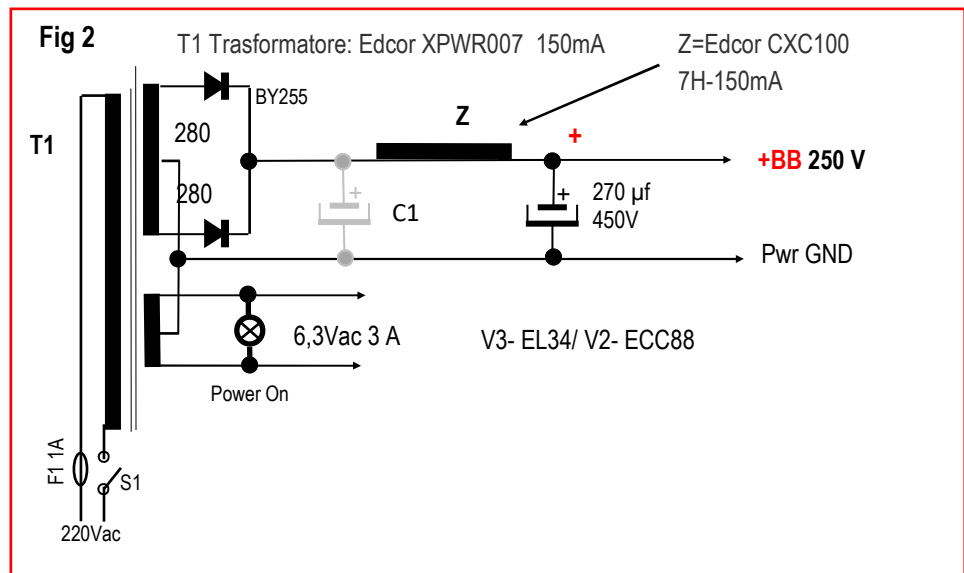 Fig 2
T1 Trasformatore: Edcor XPWR007 150mA
Z=Edcor CXC100
7H-150mA
BY255
T1
280
280
Z
+
+BB 250 V
+
C1
+
270 µf
450V
Pwr GND
6,3Vac 3 A
V3- EL34/ V2- ECC88
Power On
F1 1A
S1
220Vac